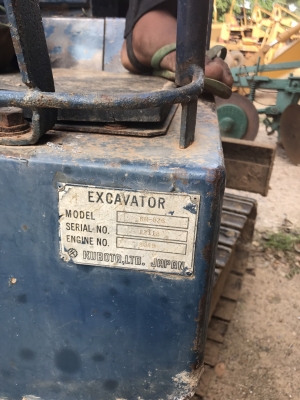 EXCAVATOR
MODEL
SERIAL NO.
ENGINE NO.
KUBOTA, LTD. JAPAN